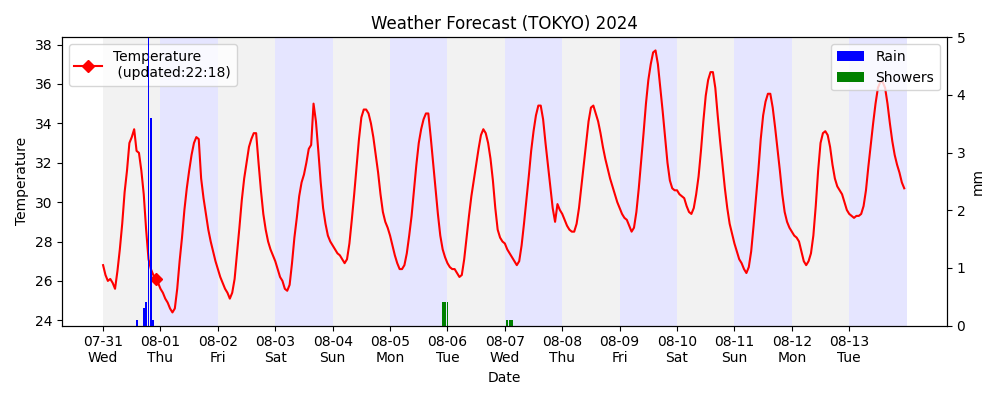 Weather Forecast (TOKYO) 2024
Temperature
(updated:22:18)
Rain
Showers
Temperature
38
36
34
32
30
28
26
24
5
4
3
2
1
0
mm
07-31 08-01 08-02 08-03 08-04 08-05 08-06 08-07 08-08 08-09 08-10 08-11 08-12 08-13
Wed Thu Fri Sat Sun Mon Tue Wed Thu Fri Sat Sun Mon Tue
Date